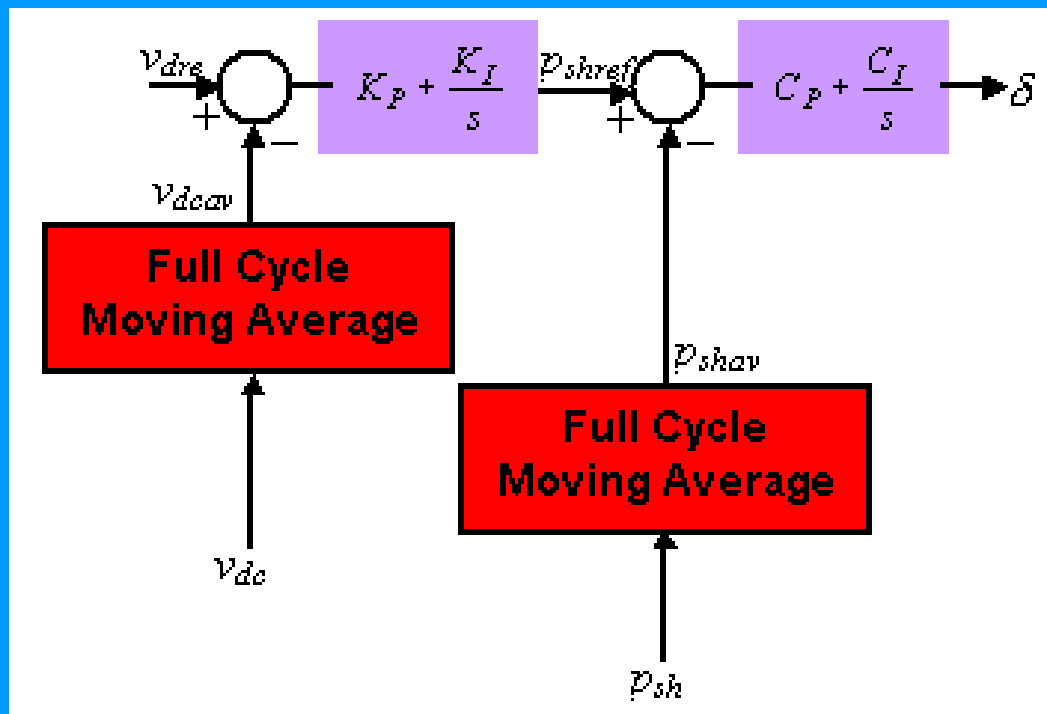 v_dre
+
−
K_P + K_I/s
p_shref
+
−
C_P + C_I/s
δ
v_dcav
Full Cycle
Moving Average
v_dc
p_shav
Full Cycle
Moving Average
p_sh